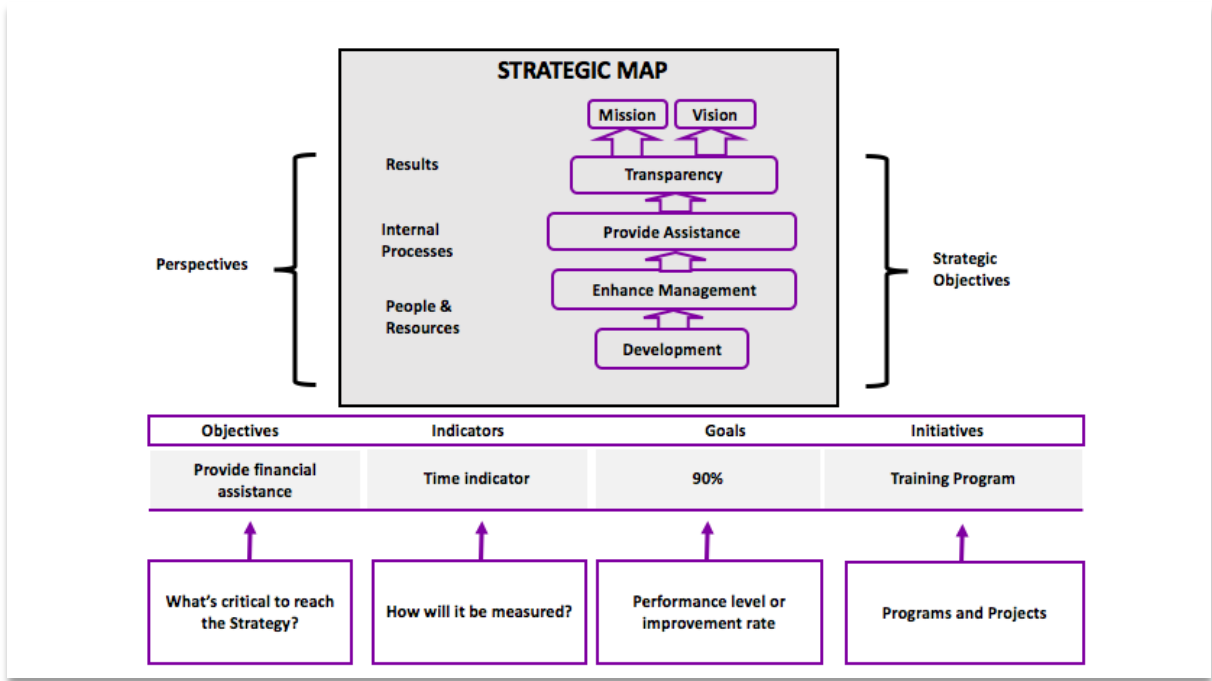 STRATEGIC MAP
Mission
Vision
Results
Transparency
Internal
Processes
Provide Assistance
Perspectives
Strategic
Objectives
Enhance Management
People &
Resources
Development
Objectives
Indicators
Goals
Initiatives
Provide financial
assistance
Time indicator
90%
Training Program
What's critical to reach
the Strategy?
How will it be measured?
Performance level or
improvement rate
Programs and Projects